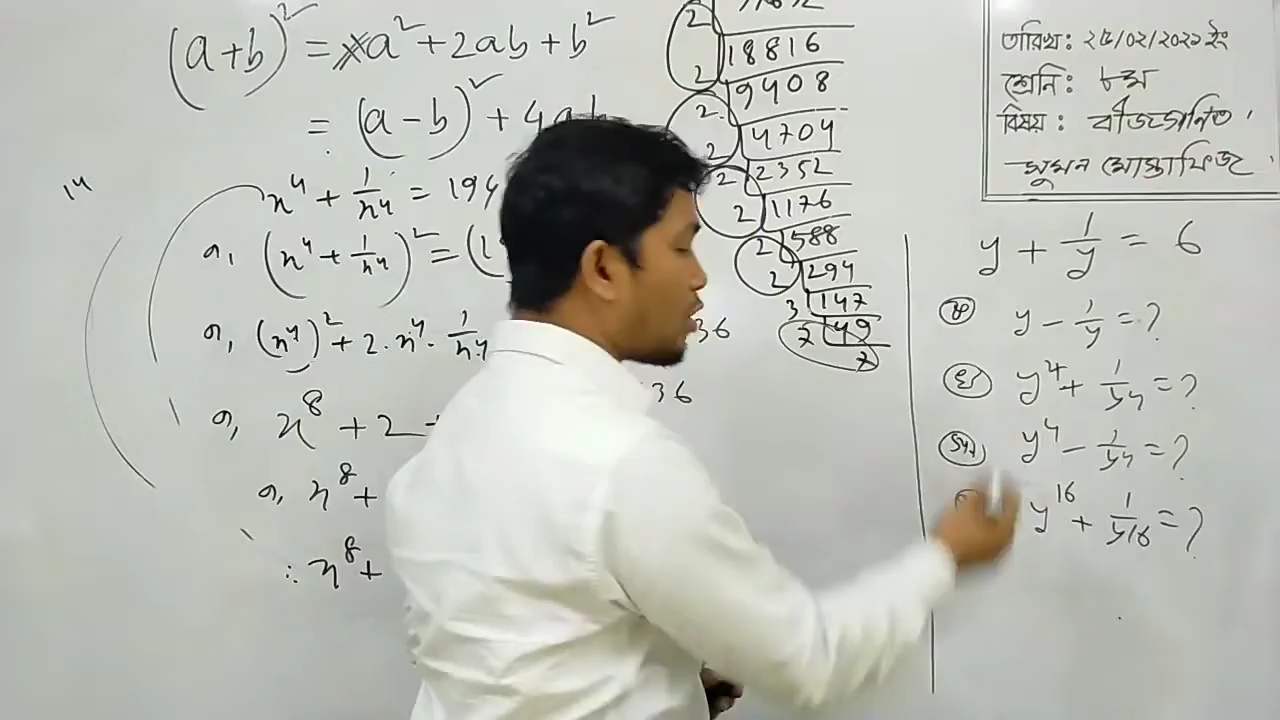 (a+b)² = a² + 2ab + b²
= (a-b)² + 4ab
14
x⁴ + 1/x⁴ = 194
বা, (x⁴ + 1/x⁴)² = (1
বা, (x⁴)² + 2·x⁴· 1/x⁴ 36
বা, x⁸ + 2 + 36
বা, x⁸ +
∴ x⁸ +
2 18816
2 9408
2 4704
2 2352
2 1176
2 588
2 294
2 147
3 49
7 7
তারিখ: ২৫/০২/২০২১ ইং
শ্রেনি: ৮ম
বিষয়: বীজগনিত
সুমন মোস্তাফিজ
y + 1/y = 6
ক y - 1/y = ?
খ y⁴ + 1/y⁴ = ?
গ y⁴ - 1/y⁴ = ?
y¹⁶ + 1/y¹⁶ = ?